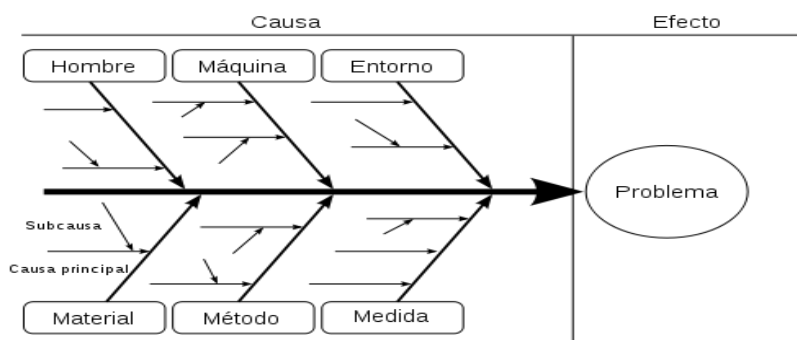 Causa Efecto
Hombre Máquina Entorno
Problema
Subcausa
Causa principal
Material Método Medida